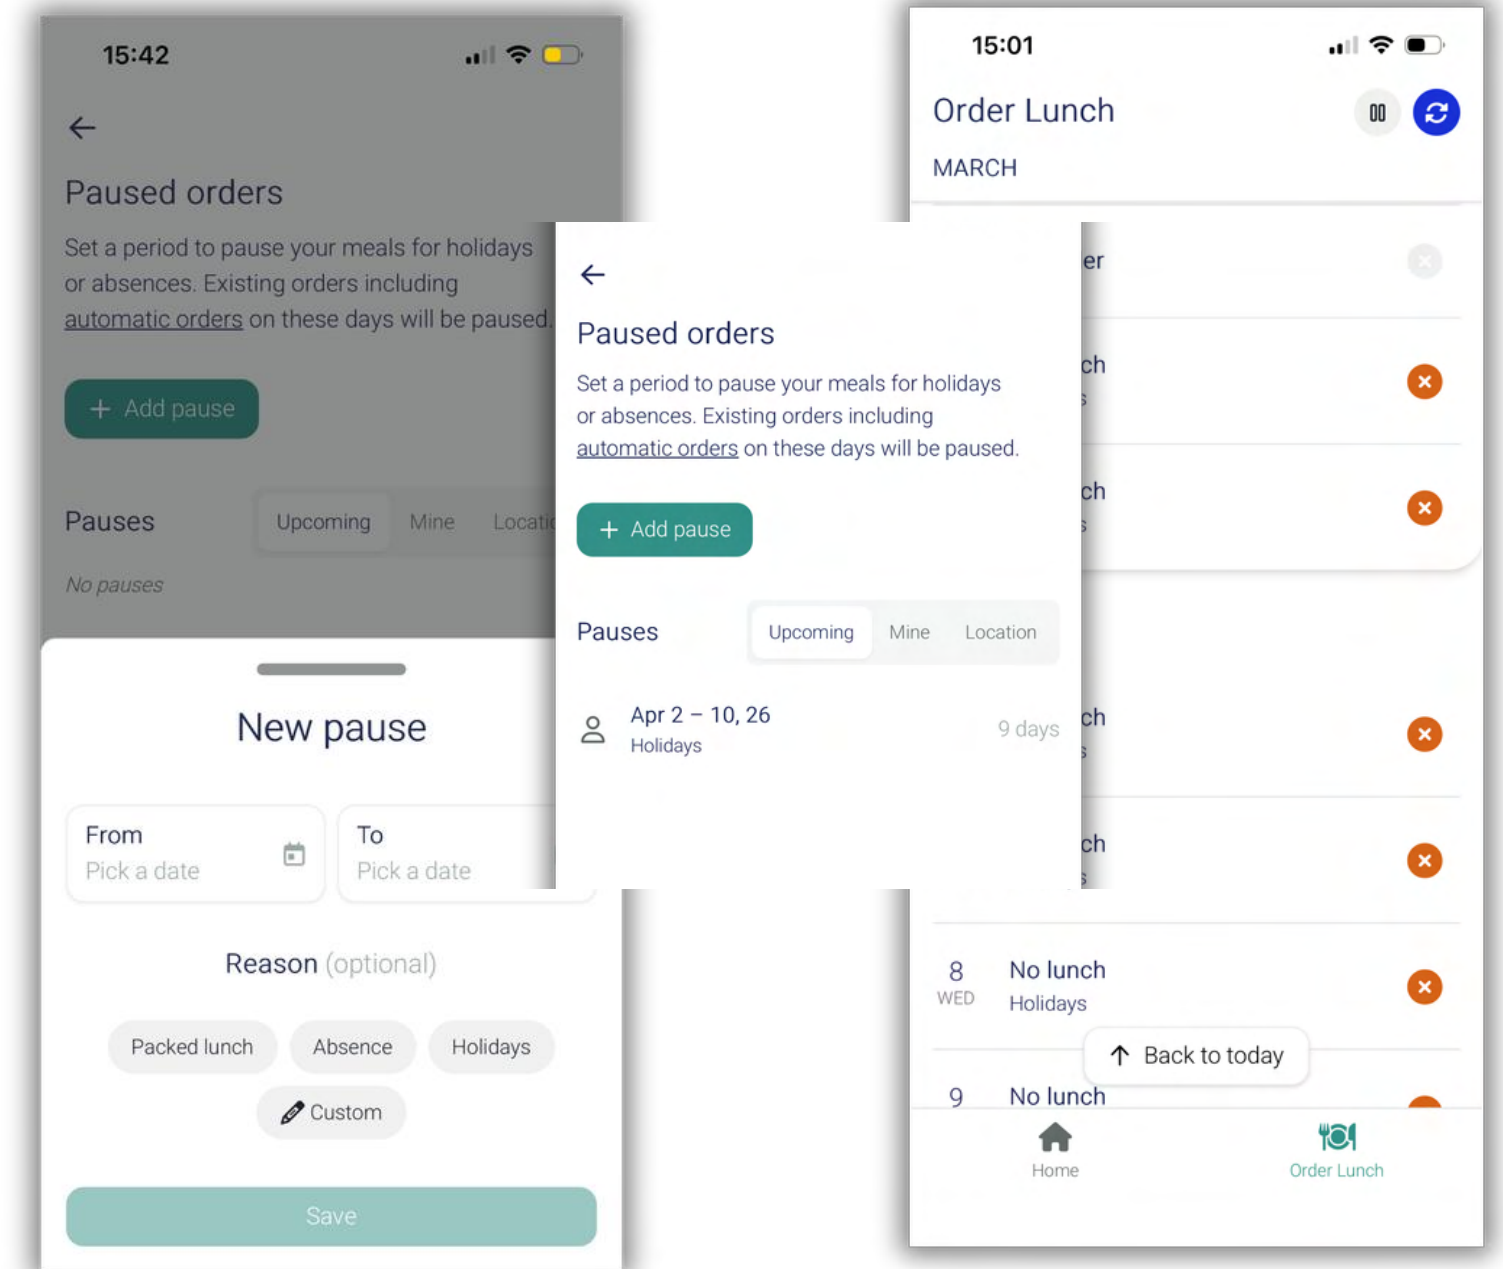 15:42
Paused orders
Set a period to pause your meals for holidays
or absences. Existing orders including
automatic orders on these days will be paused.
+ Add pause
Pauses
Upcoming
Mine
No pauses
New pause
From
Pick a date
To
Pick a date
Reason (optional)
Packed lunch
Absence
Holidays
Custom
Save
Paused orders
Set a period to pause your meals for holidays
or absences. Existing orders including
automatic orders on these days will be paused.
+ Add pause
Pauses
Upcoming
Mine
Location
Apr 2 – 10, 26
Holidays
9 days
15:01
Order Lunch
MARCH
er
ch
s
ch
s
ch
s
ch
s
8
WED
No lunch
Holidays
Back to today
9
No lunch
Home
Order Lunch